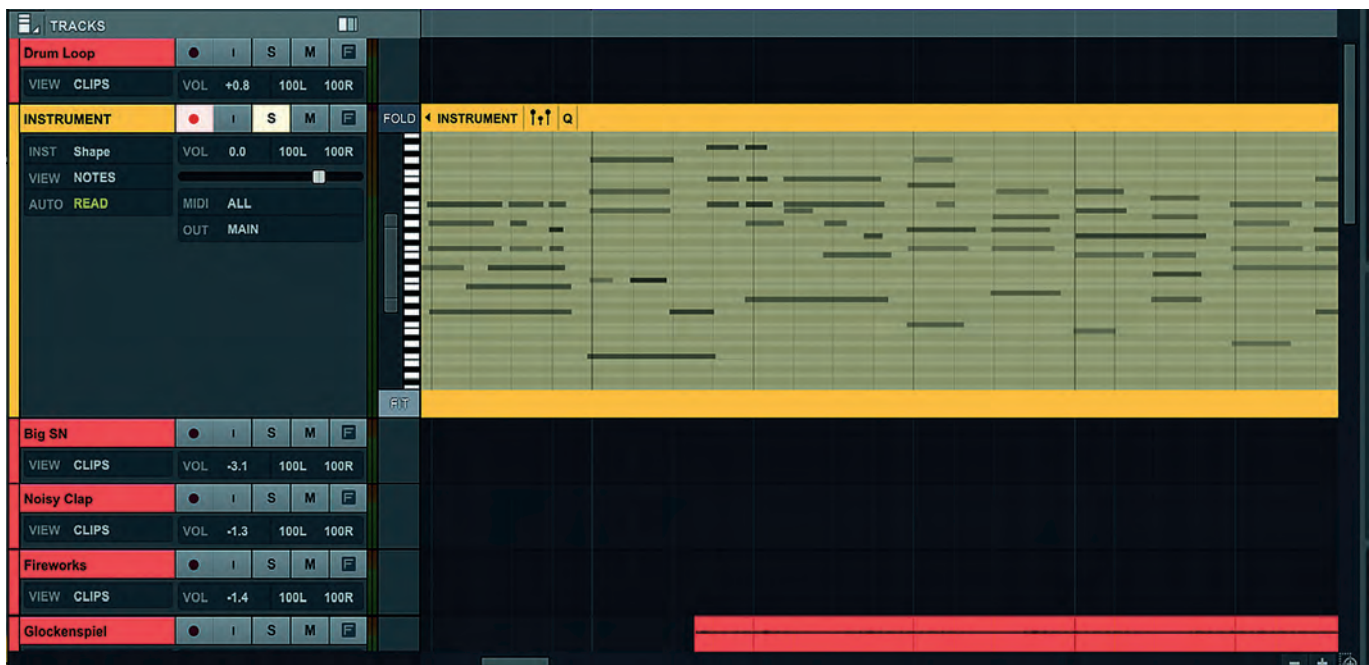 TRACKS
Drum Loop I S M F
VIEW CLIPS VOL +0.8 100L 100R
INSTRUMENT I S M F FOLD INSTRUMENT Q
INST Shape VOL 0.0 100L 100R
VIEW NOTES
AUTO READ MIDI ALL
OUT MAIN
FIT
Big SN I S M F
VIEW CLIPS VOL -3.1 100L 100R
Noisy Clap I S M F
VIEW CLIPS VOL -1.3 100L 100R
Fireworks I S M F
VIEW CLIPS VOL -1.4 100L 100R
Glockenspiel I S M F